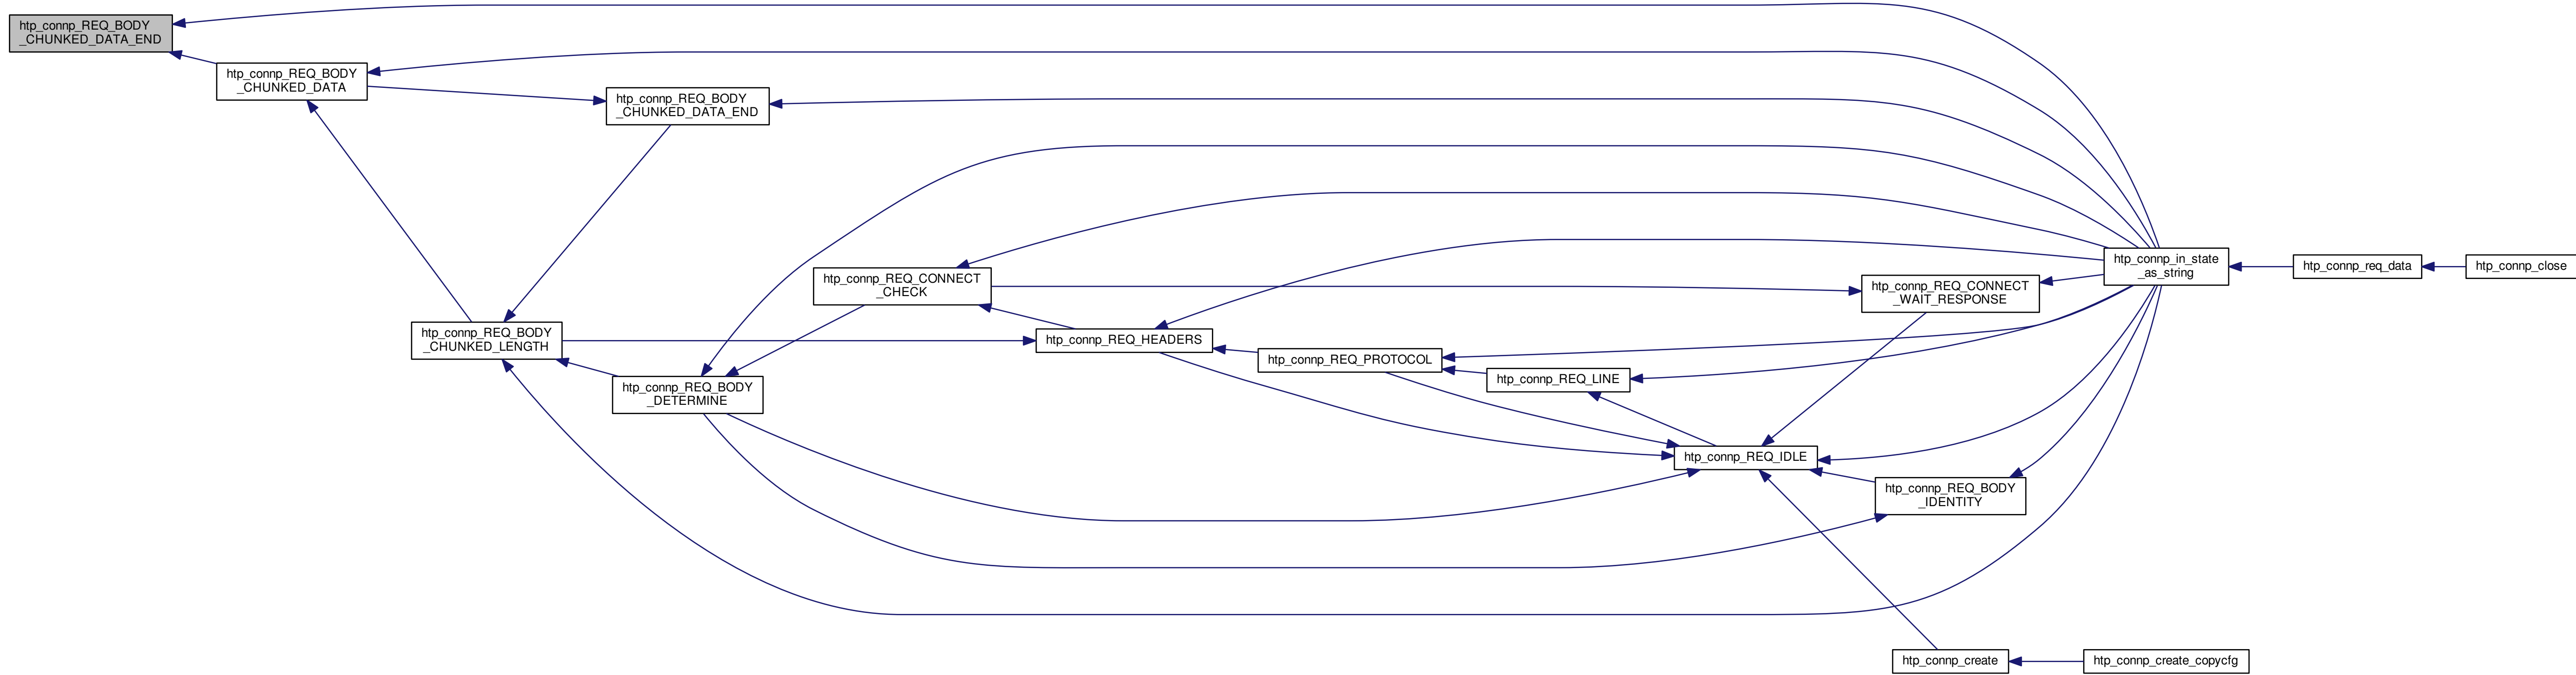 htp_connp_REQ_BODY
_CHUNKED_DATA_END
htp_connp_REQ_BODY
_CHUNKED_DATA
htp_connp_REQ_BODY
_CHUNKED_DATA_END
htp_connp_REQ_BODY
_CHUNKED_LENGTH
htp_connp_REQ_BODY
_DETERMINE
htp_connp_REQ_CONNECT
_CHECK
htp_connp_REQ_HEADERS
htp_connp_REQ_PROTOCOL
htp_connp_REQ_LINE
htp_connp_REQ_IDLE
htp_connp_REQ_CONNECT
_WAIT_RESPONSE
htp_connp_REQ_BODY
_IDENTITY
htp_connp_create
htp_connp_create_copycfg
htp_connp_in_state
_as_string
htp_connp_req_data
htp_connp_close